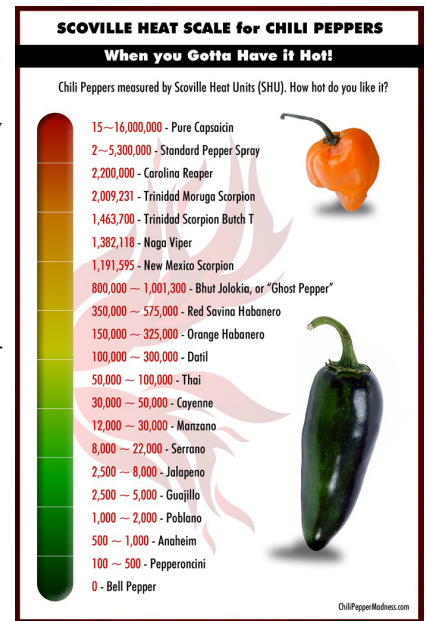 SCOVILLE HEAT SCALE for CHILI PEPPERS
When you Gotta Have it Hot!
Chili Peppers measured by Scoville Heat Units (SHU). How hot do you like it?
15~16,000,000 - Pure Capsaicin
2~5,300,000 - Standard Pepper Spray
2,200,000 - Carolina Reaper
2,009,231 - Trinidad Moruga Scorpion
1,463,700 - Trinidad Scorpion Butch T
1,382,118 - Naga Viper
1,191,595 - New Mexico Scorpion
800,000 ~ 1,001,300 - Bhut Jolokia, or “Ghost Pepper”
350,000 ~ 575,000 - Red Savina Habanero
150,000 ~ 325,000 - Orange Habanero
100,000 ~ 300,000 - Datil
50,000 ~ 100,000 - Thai
30,000 ~ 50,000 - Cayenne
12,000 ~ 30,000 - Manzano
8,000 ~ 22,000 - Serrano
2,500 ~ 8,000 - Jalapeno
2,500 ~ 5,000 - Guajillo
1,000 ~ 2,000 - Poblano
500 ~ 1,000 - Anaheim
100 ~ 500 - Pepperoncini
0 - Bell Pepper
ChiliPepperMadness.com